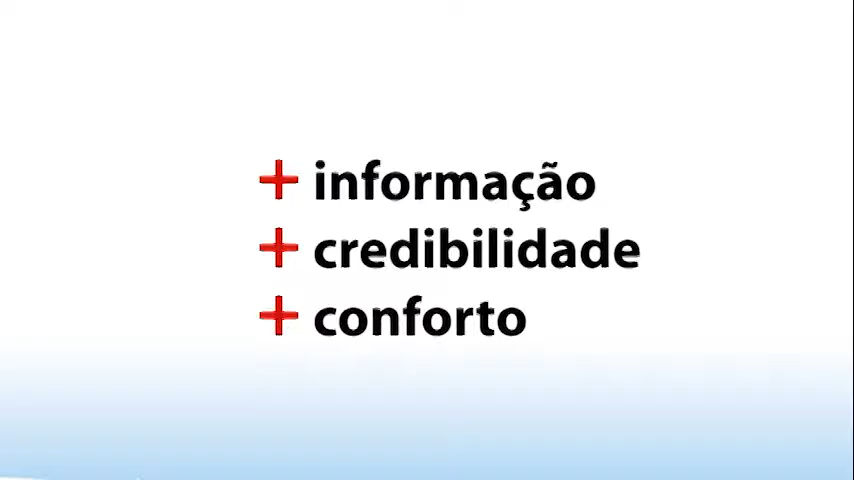 + informação
+ credibilidade
+ conforto